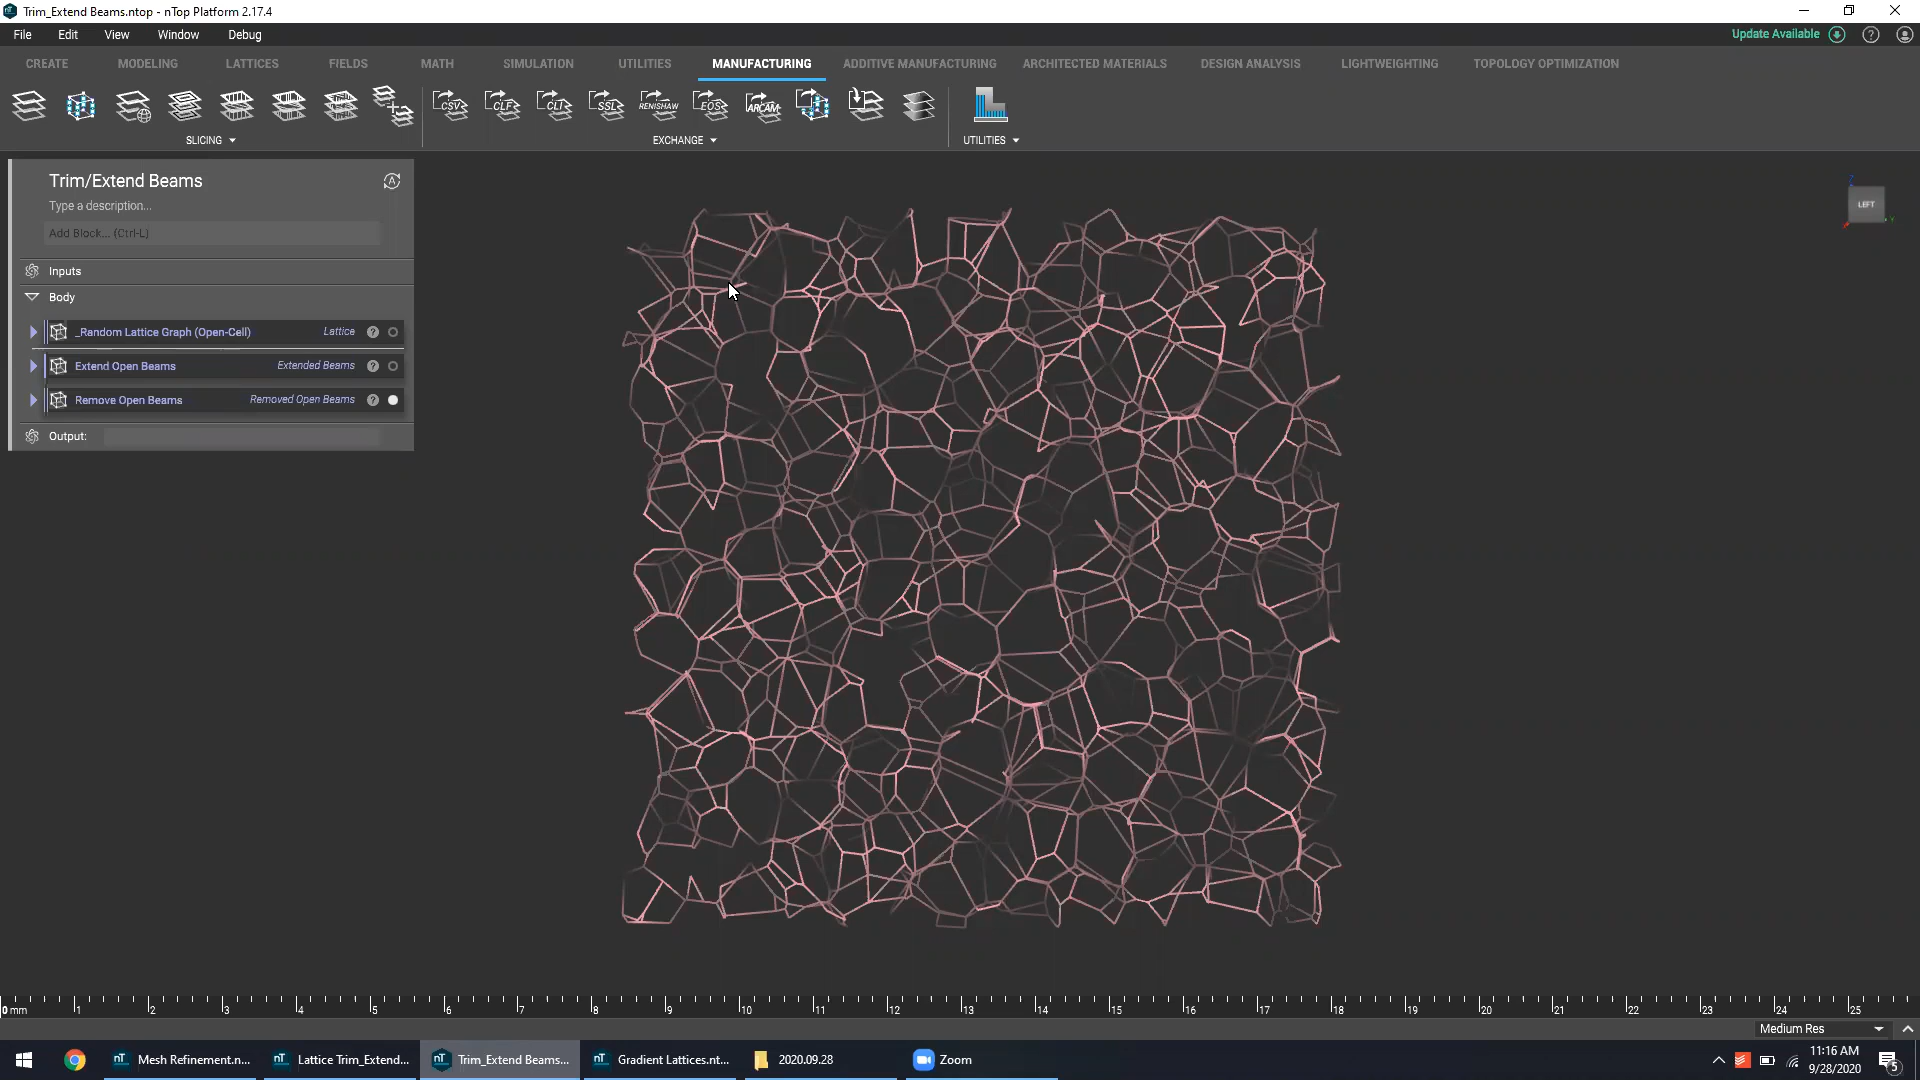 Trim_Extend Beams.ntop - nTop Platform 2.17.4
File Edit View Window Debug
Update Available
CREATE MODELING LATTICES FIELDS MATH SIMULATION UTILITIES MANUFACTURING ADDITIVE MANUFACTURING ARCHITECTED MATERIALS DESIGN ANALYSIS LIGHTWEIGHTING TOPOLOGY OPTIMIZATION
CSV CLF CLI SSL RENISHAW EOS ARCAM
SLICING EXCHANGE UTILITIES
Trim/Extend Beams
Type a description...
Add Block... (Ctrl-L)
Inputs
Body
_Random Lattice Graph (Open-Cell) Lattice ?
Extend Open Beams Extended Beams ?
Remove Open Beams Removed Open Beams ?
Output:
LEFT
Z
0 mm 1 2 3 4 5 6 7 8 9 10 11 12 13 14 15 16 17 18 19 20 21 22 23 24 25
Medium Res
Mesh Refinement.n... Lattice Trim_Extend... Trim_Extend Beams... Gradient Lattices.nt... 2020.09.28 Zoom
11:16 AM
9/28/2020
5